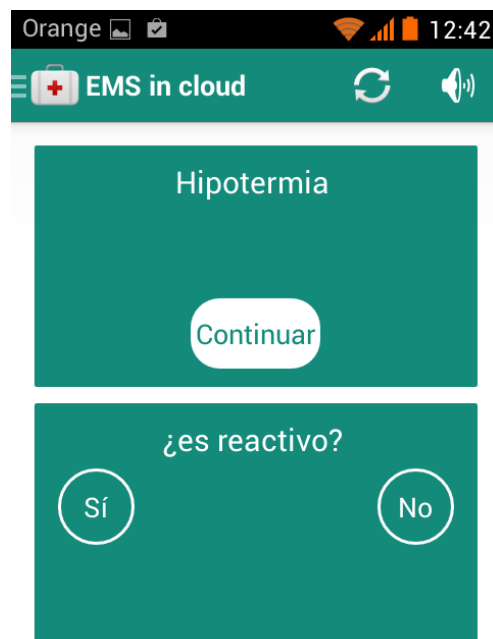 Orange 12:42
EMS in cloud
Hipotermia
Continuar
¿es reactivo?
Sí No